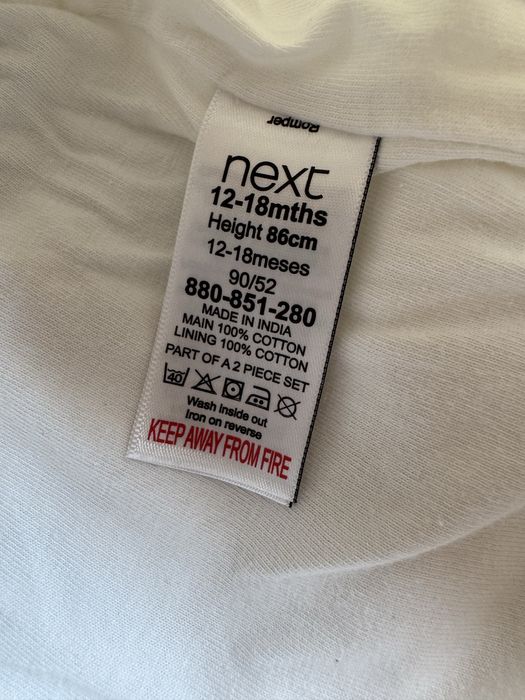 Romper
next
12-18mths
Height 86cm
12-18meses
90/52
880-851-280
MADE IN INDIA
MAIN 100% COTTON
LINING 100% COTTON
PART OF A 2 PIECE SET
40
Wash inside out
Iron on reverse
KEEP AWAY FROM FIRE